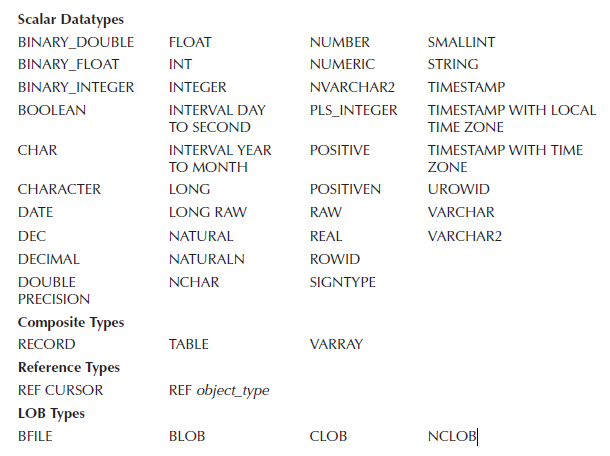 Scalar Datatypes
BINARY_DOUBLE FLOAT NUMBER SMALLINT
BINARY_FLOAT INT NUMERIC STRING
BINARY_INTEGER INTEGER NVARCHAR2 TIMESTAMP
BOOLEAN INTERVAL DAY PLS_INTEGER TIMESTAMP WITH LOCAL
TO SECOND TIME ZONE
CHAR INTERVAL YEAR POSITIVE TIMESTAMP WITH TIME
TO MONTH ZONE
CHARACTER LONG POSITIVEN UROWID
DATE LONG RAW RAW VARCHAR
DEC NATURAL REAL VARCHAR2
DECIMAL NATURALN ROWID
DOUBLE NCHAR SIGNTYPE
PRECISION
Composite Types
RECORD TABLE VARRAY
Reference Types
REF CURSOR REF object_type
LOB Types
BFILE BLOB CLOB NCLOB